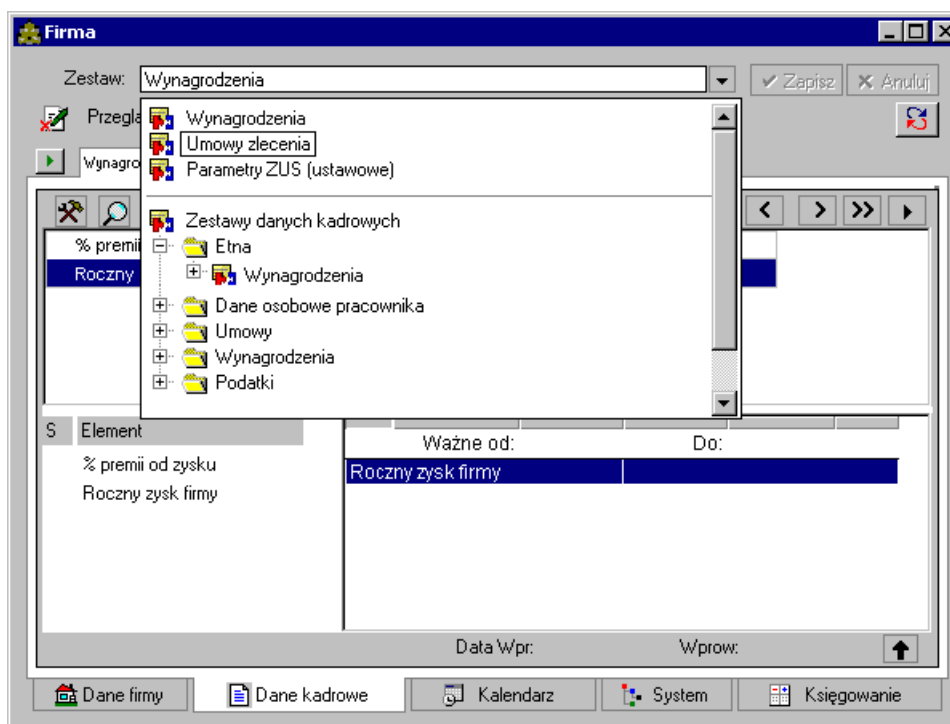 Firma
Zestaw: Wynagrodzenia Zapisz Anuluj
Przegla
Wynagrodzenia
Umowy zlecenia
Parametry ZUS (ustawowe)
Wynagro
Zestawy danych kadrowych
Etna
Wynagrodzenia
Dane osobowe pracownika
Umowy
Wynagrodzenia
Podatki
% premii
Roczny
S Element
% premii od zysku
Roczny zysk firmy
Ważne od: Do:
Roczny zysk firmy
Data Wpr: Wprow:
Dane firmy Dane kadrowe Kalendarz System Księgowanie